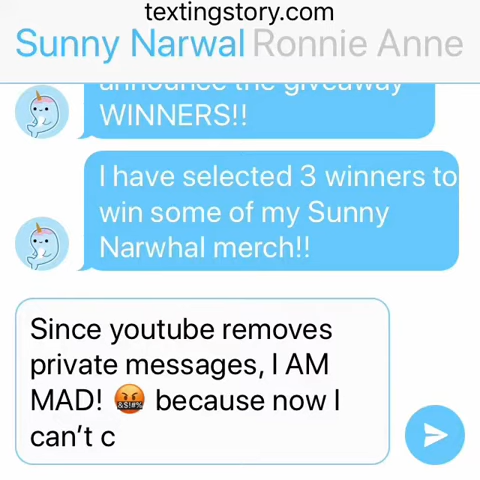 textingstory.com
Sunny Narwal Ronnie Anne
announce the giveaway
WINNERS!!
I have selected 3 winners to
win some of my Sunny
Narwhal merch!!
Since youtube removes
private messages, I AM
MAD! 🤬 because now I
can't c